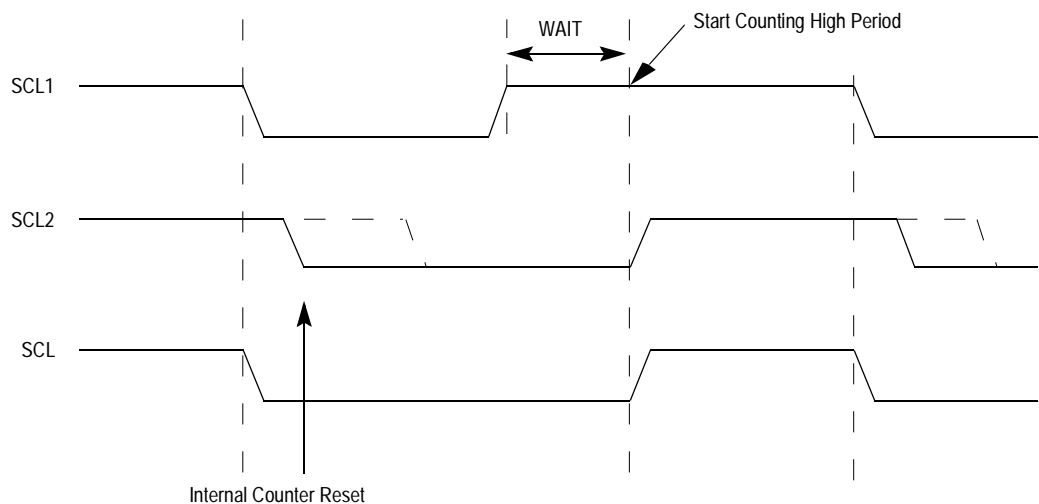 WAIT
Start Counting High Period
SCL1
SCL2
SCL
Internal Counter Reset